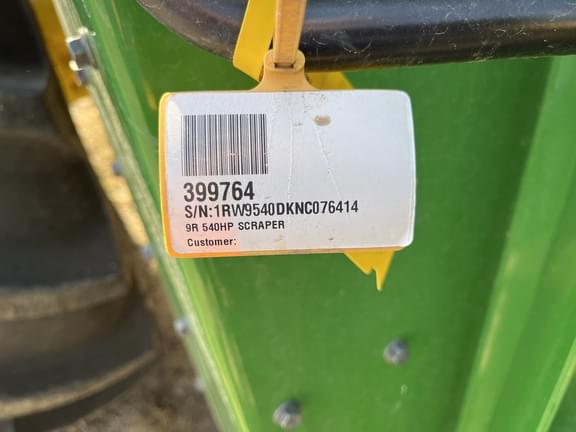 399764
S/N:1RW9540DKNC076414
9R 540HP SCRAPER
Customer: